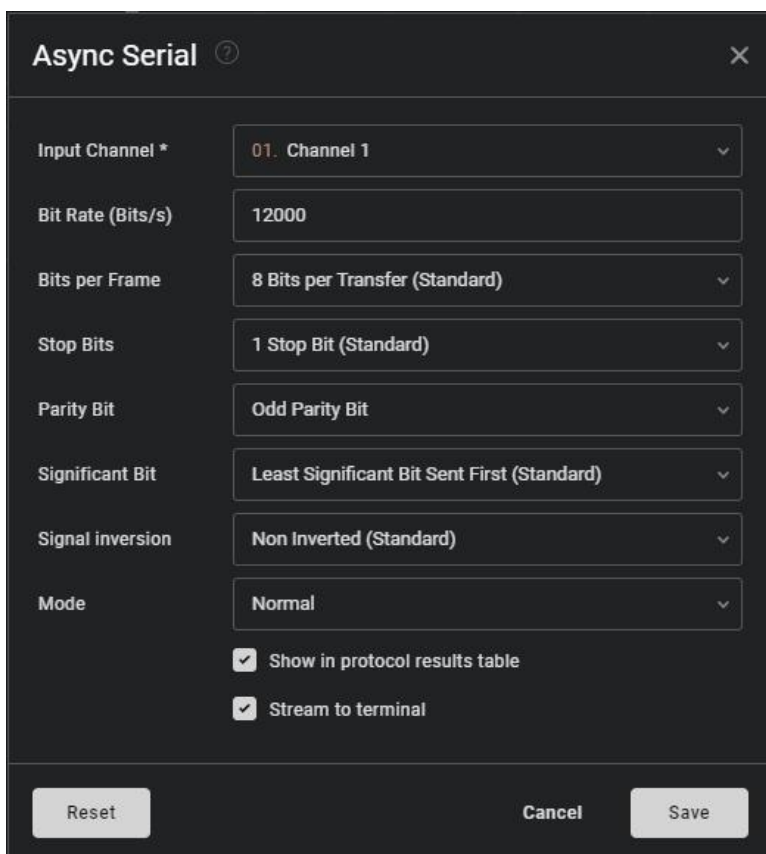 Async Serial ?
Input Channel * 01. Channel 1
Bit Rate (Bits/s) 12000
Bits per Frame 8 Bits per Transfer (Standard)
Stop Bits 1 Stop Bit (Standard)
Parity Bit Odd Parity Bit
Significant Bit Least Significant Bit Sent First (Standard)
Signal inversion Non Inverted (Standard)
Mode Normal
Show in protocol results table
Stream to terminal
Reset Cancel Save